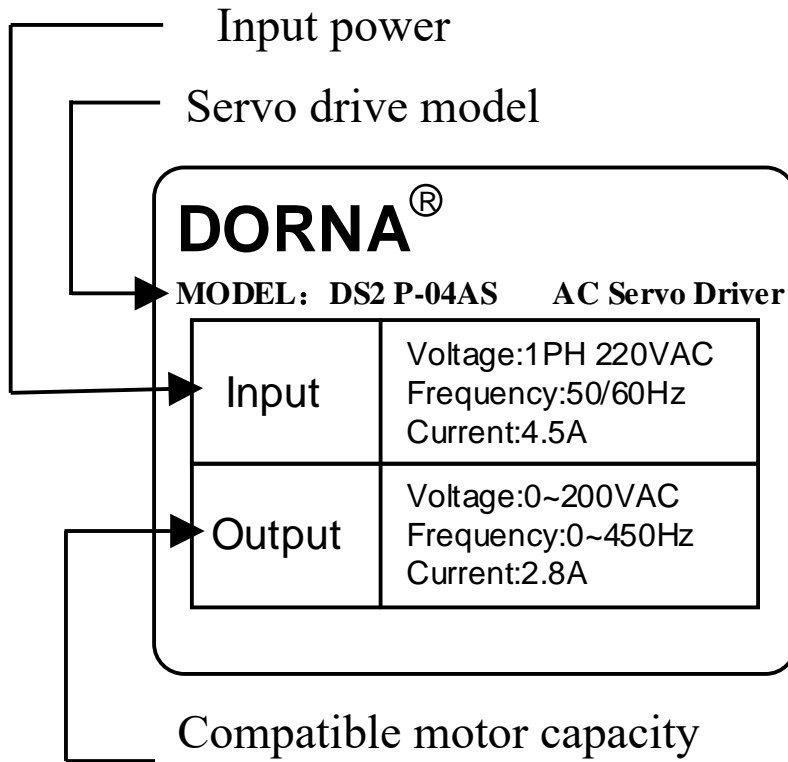 Input power
Servo drive model
DORNA®
MODEL：DS2 P-04AS AC Servo Driver
Input
Voltage:1PH 220VAC
Frequency:50/60Hz
Current:4.5A
Output
Voltage:0~200VAC
Frequency:0~450Hz
Current:2.8A
Compatible motor capacity